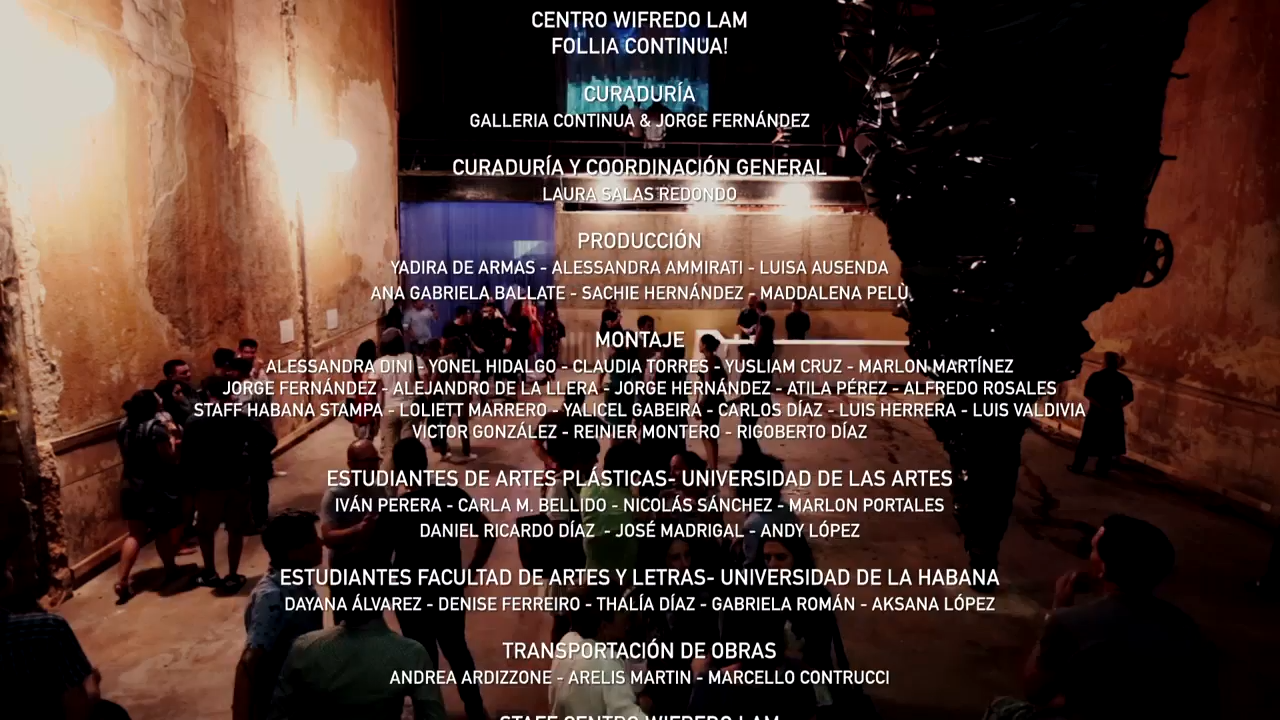 CENTRO WIFREDO LAM
FOLLIA CONTINUA!
CURADURÍA
GALLERIA CONTINUA & JORGE FERNÁNDEZ
CURADURÍA Y COORDINACIÓN GENERAL
LAURA SALAS REDONDO
PRODUCCIÓN
YADIRA DE ARMAS - ALESSANDRA AMMIRATI - LUISA AUSENDA
ANA GABRIELA BALLATE - SACHIE HERNÁNDEZ - MADDALENA PELÙ
MONTAJE
ALESSANDRA DINI - YONEL HIDALGO - CLAUDIA TORRES - YUSLIAM CRUZ - MARLON MARTÍNEZ
JORGE FERNÁNDEZ - ALEJANDRO DE LA LLERA - JORGE HERNÁNDEZ - ATILA PÉREZ - ALFREDO ROSALES
STAFF HABANA STAMPA - LOLIETT MARRERO - YALICEL GABEIRA - CARLOS DÍAZ - LUIS HERRERA - LUIS VALDIVIA
VICTOR GONZÁLEZ - REINIER MONTERO - RIGOBERTO DÍAZ
ESTUDIANTES DE ARTES PLÁSTICAS- UNIVERSIDAD DE LAS ARTES
IVÁN PERERA - CARLA M. BELLIDO - NICOLÁS SÁNCHEZ - MARLON PORTALES
DANIEL RICARDO DÍAZ - JOSÉ MADRIGAL - ANDY LÓPEZ
ESTUDIANTES FACULTAD DE ARTES Y LETRAS- UNIVERSIDAD DE LA HABANA
DAYANA ÁLVAREZ - DENISE FERREIRO - THALÍA DÍAZ - GABRIELA ROMÁN - AKSANA LÓPEZ
TRANSPORTACIÓN DE OBRAS
ANDREA ARDIZZONE - ARELIS MARTIN - MARCELLO CONTRUCCI
STAFF CENTRO WIFREDO LAM